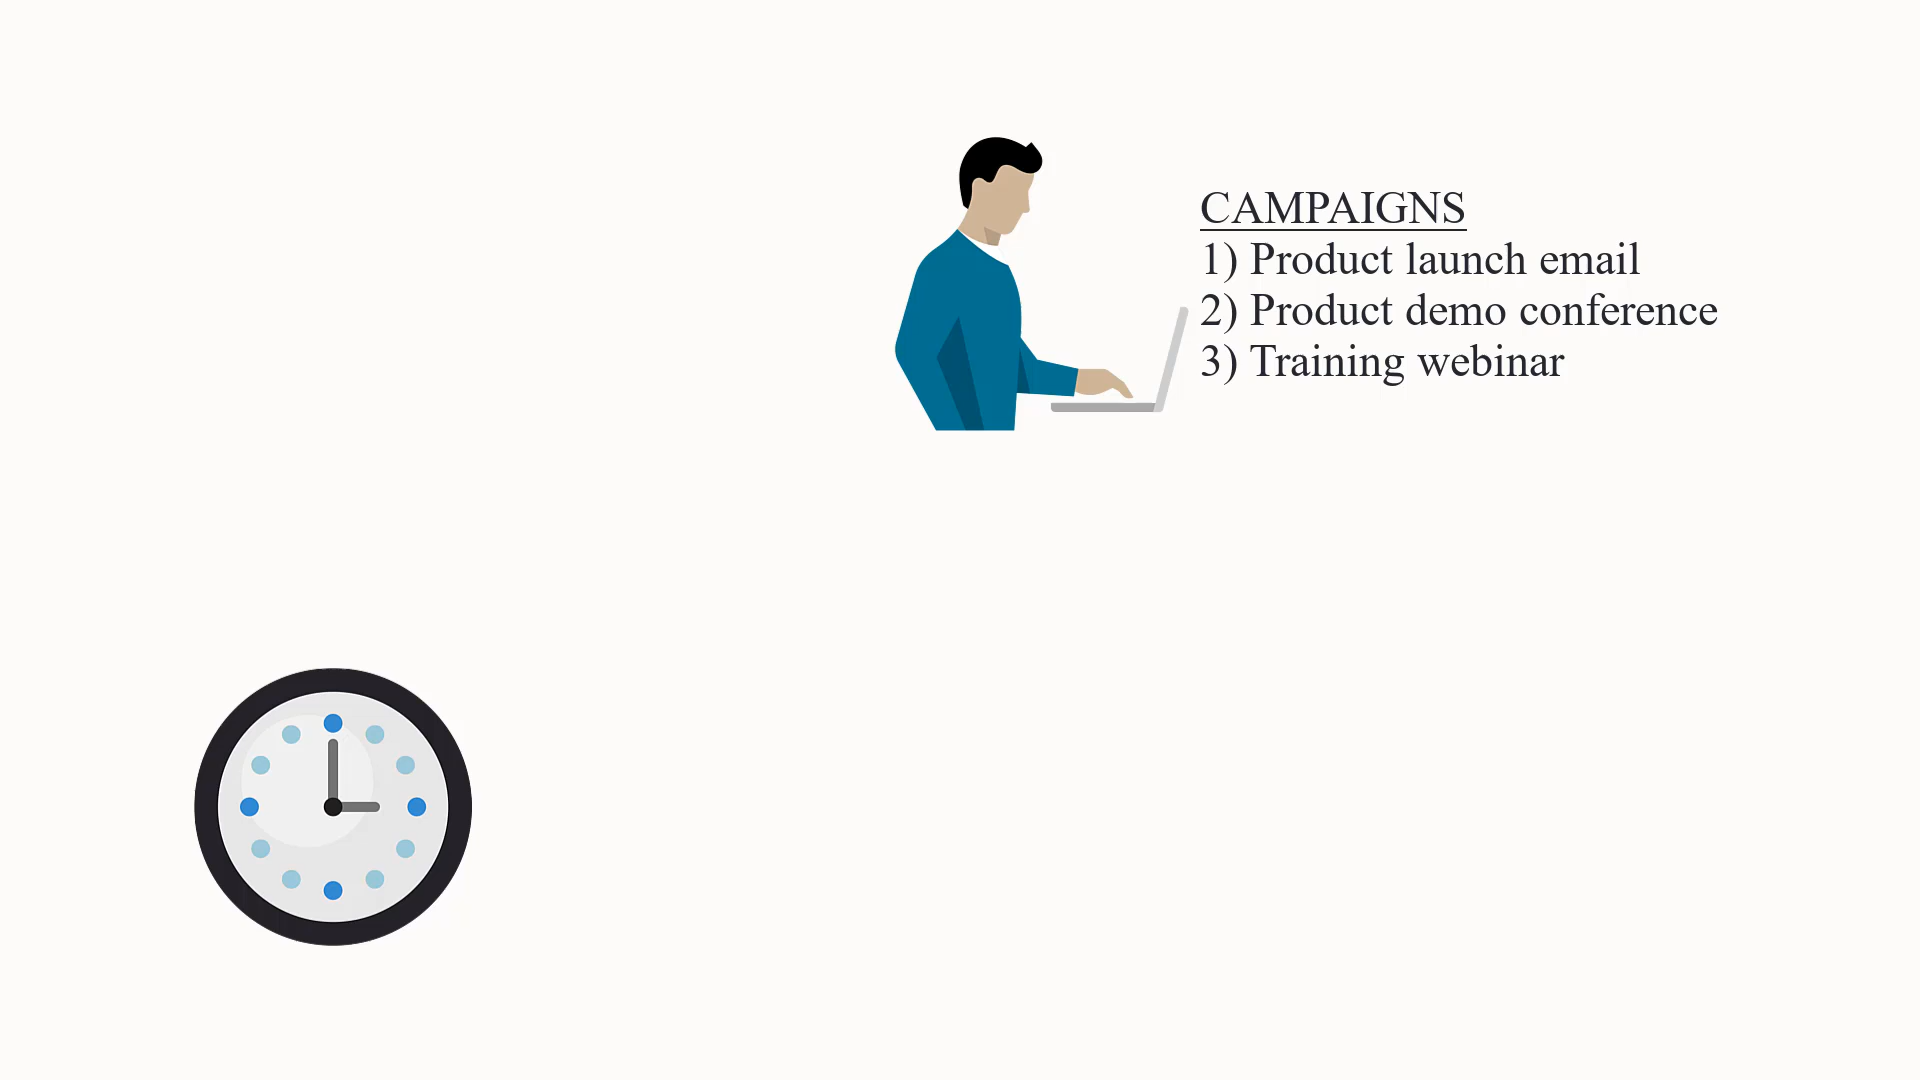 CAMPAIGNS
1) Product launch email
2) Product demo conference
3) Training webinar